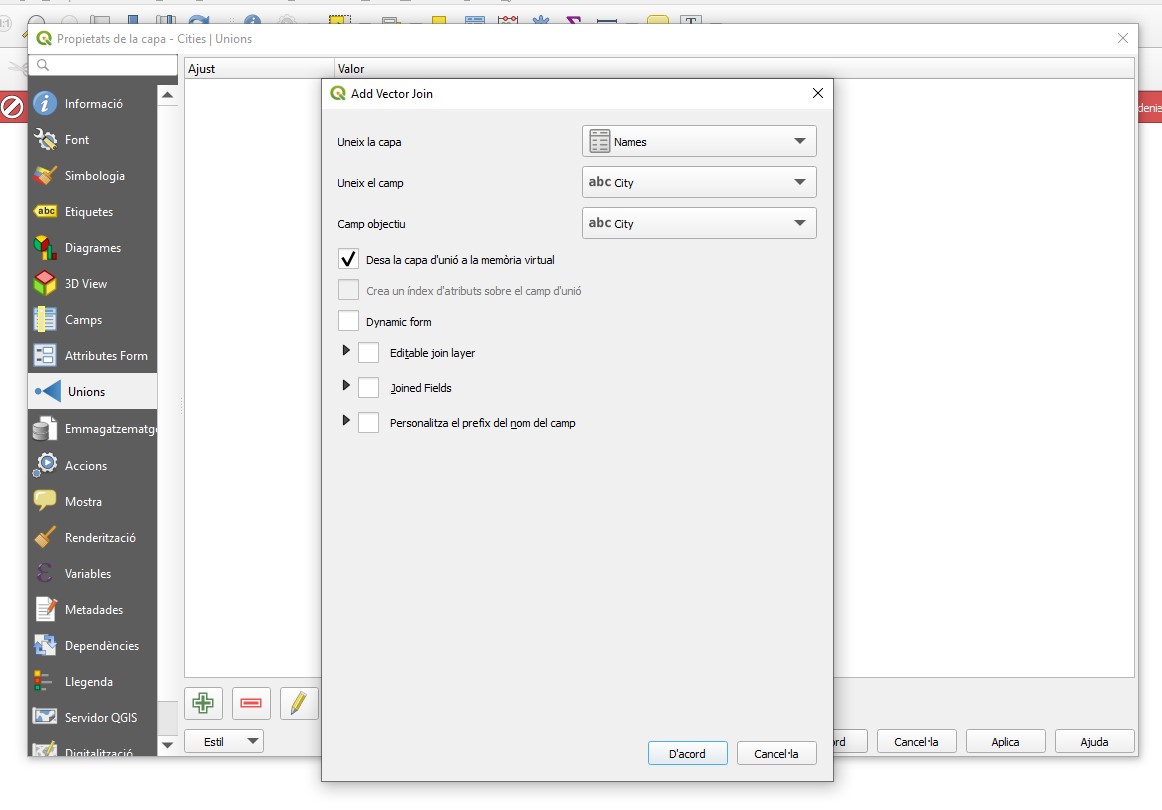 Propietats de la capa - Cities | Unions
Ajust
Valor
Informació
Font
Simbologia
abc
Etiquetes
Diagrames
3D View
Camps
Attributes Form
Unions
Emmagatzematge
Accions
Mostra
Renderització
Variables
Metadades
Dependències
Llegenda
Servidor QGIS
Digitalització
Estil
Cancel·la
Aplica
Ajuda
Add Vector Join
Uneix la capa
Names
Uneix el camp
abc City
Camp objectiu
abc City
Desa la capa d'unió a la memòria virtual
Crea un índex d'atributs sobre el camp d'unió
Dynamic form
Editable join layer
Joined Fields
Personalitza el prefix del nom del camp
D'acord
Cancel·la